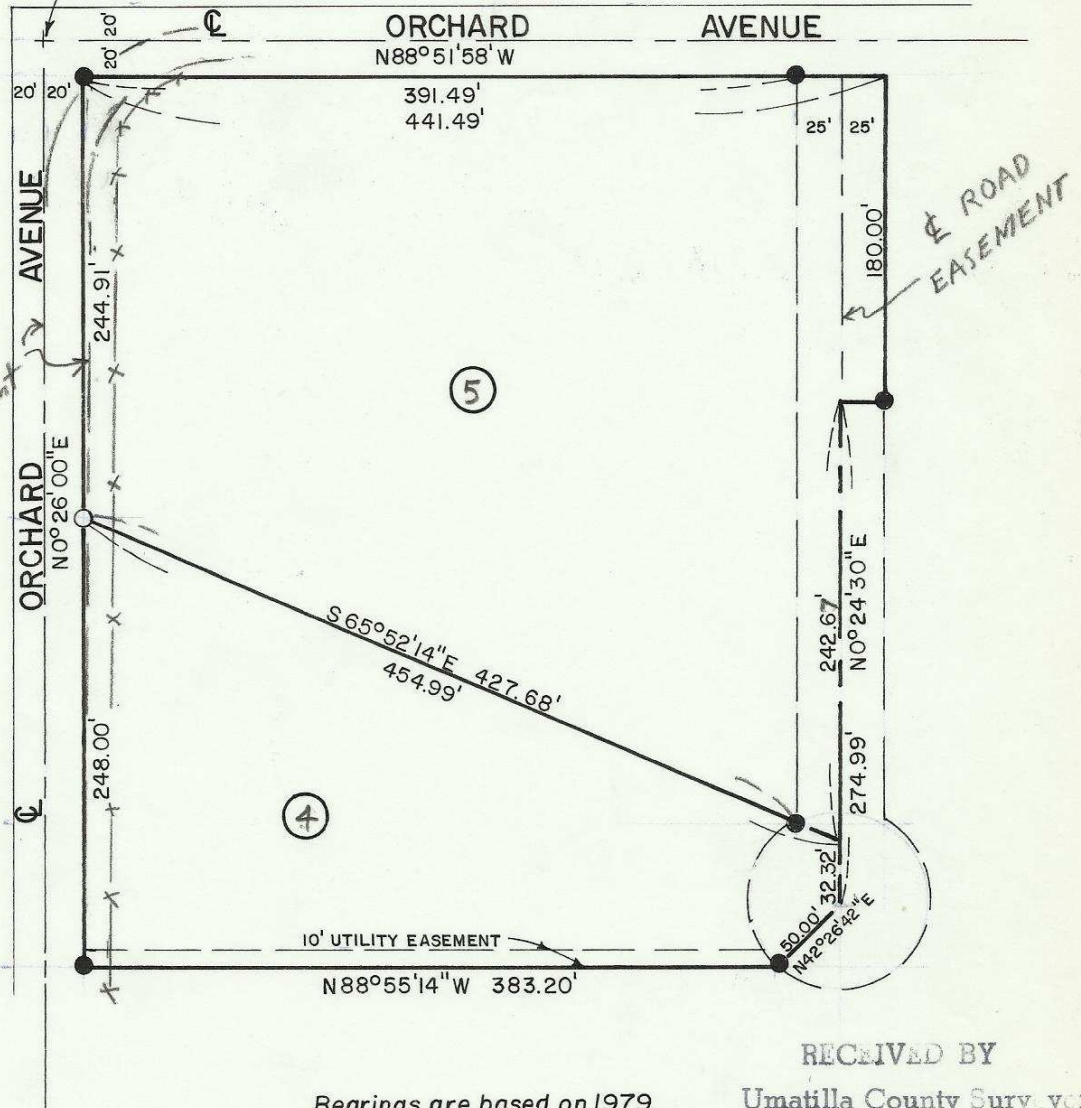 ℄ ORCHARD AVENUE
N88°51'58"W
20' 20'
20' 20'
391.49'
441.49'
25' 25'
℄ ROAD
EASEMENT
180.00'
℄ ORCHARD AVENUE
N0°26'00"E
244.91'
5
S65°52'14"E 427.68'
454.99'
242.67'
N0°24'30"E
274.99'
248.00'
4
32.32'
50.00'
N42°26'42"E
10' UTILITY EASEMENT
N88°55'14"W 383.20'
RECEIVED BY
Bearings are based on 1979
Umatilla County